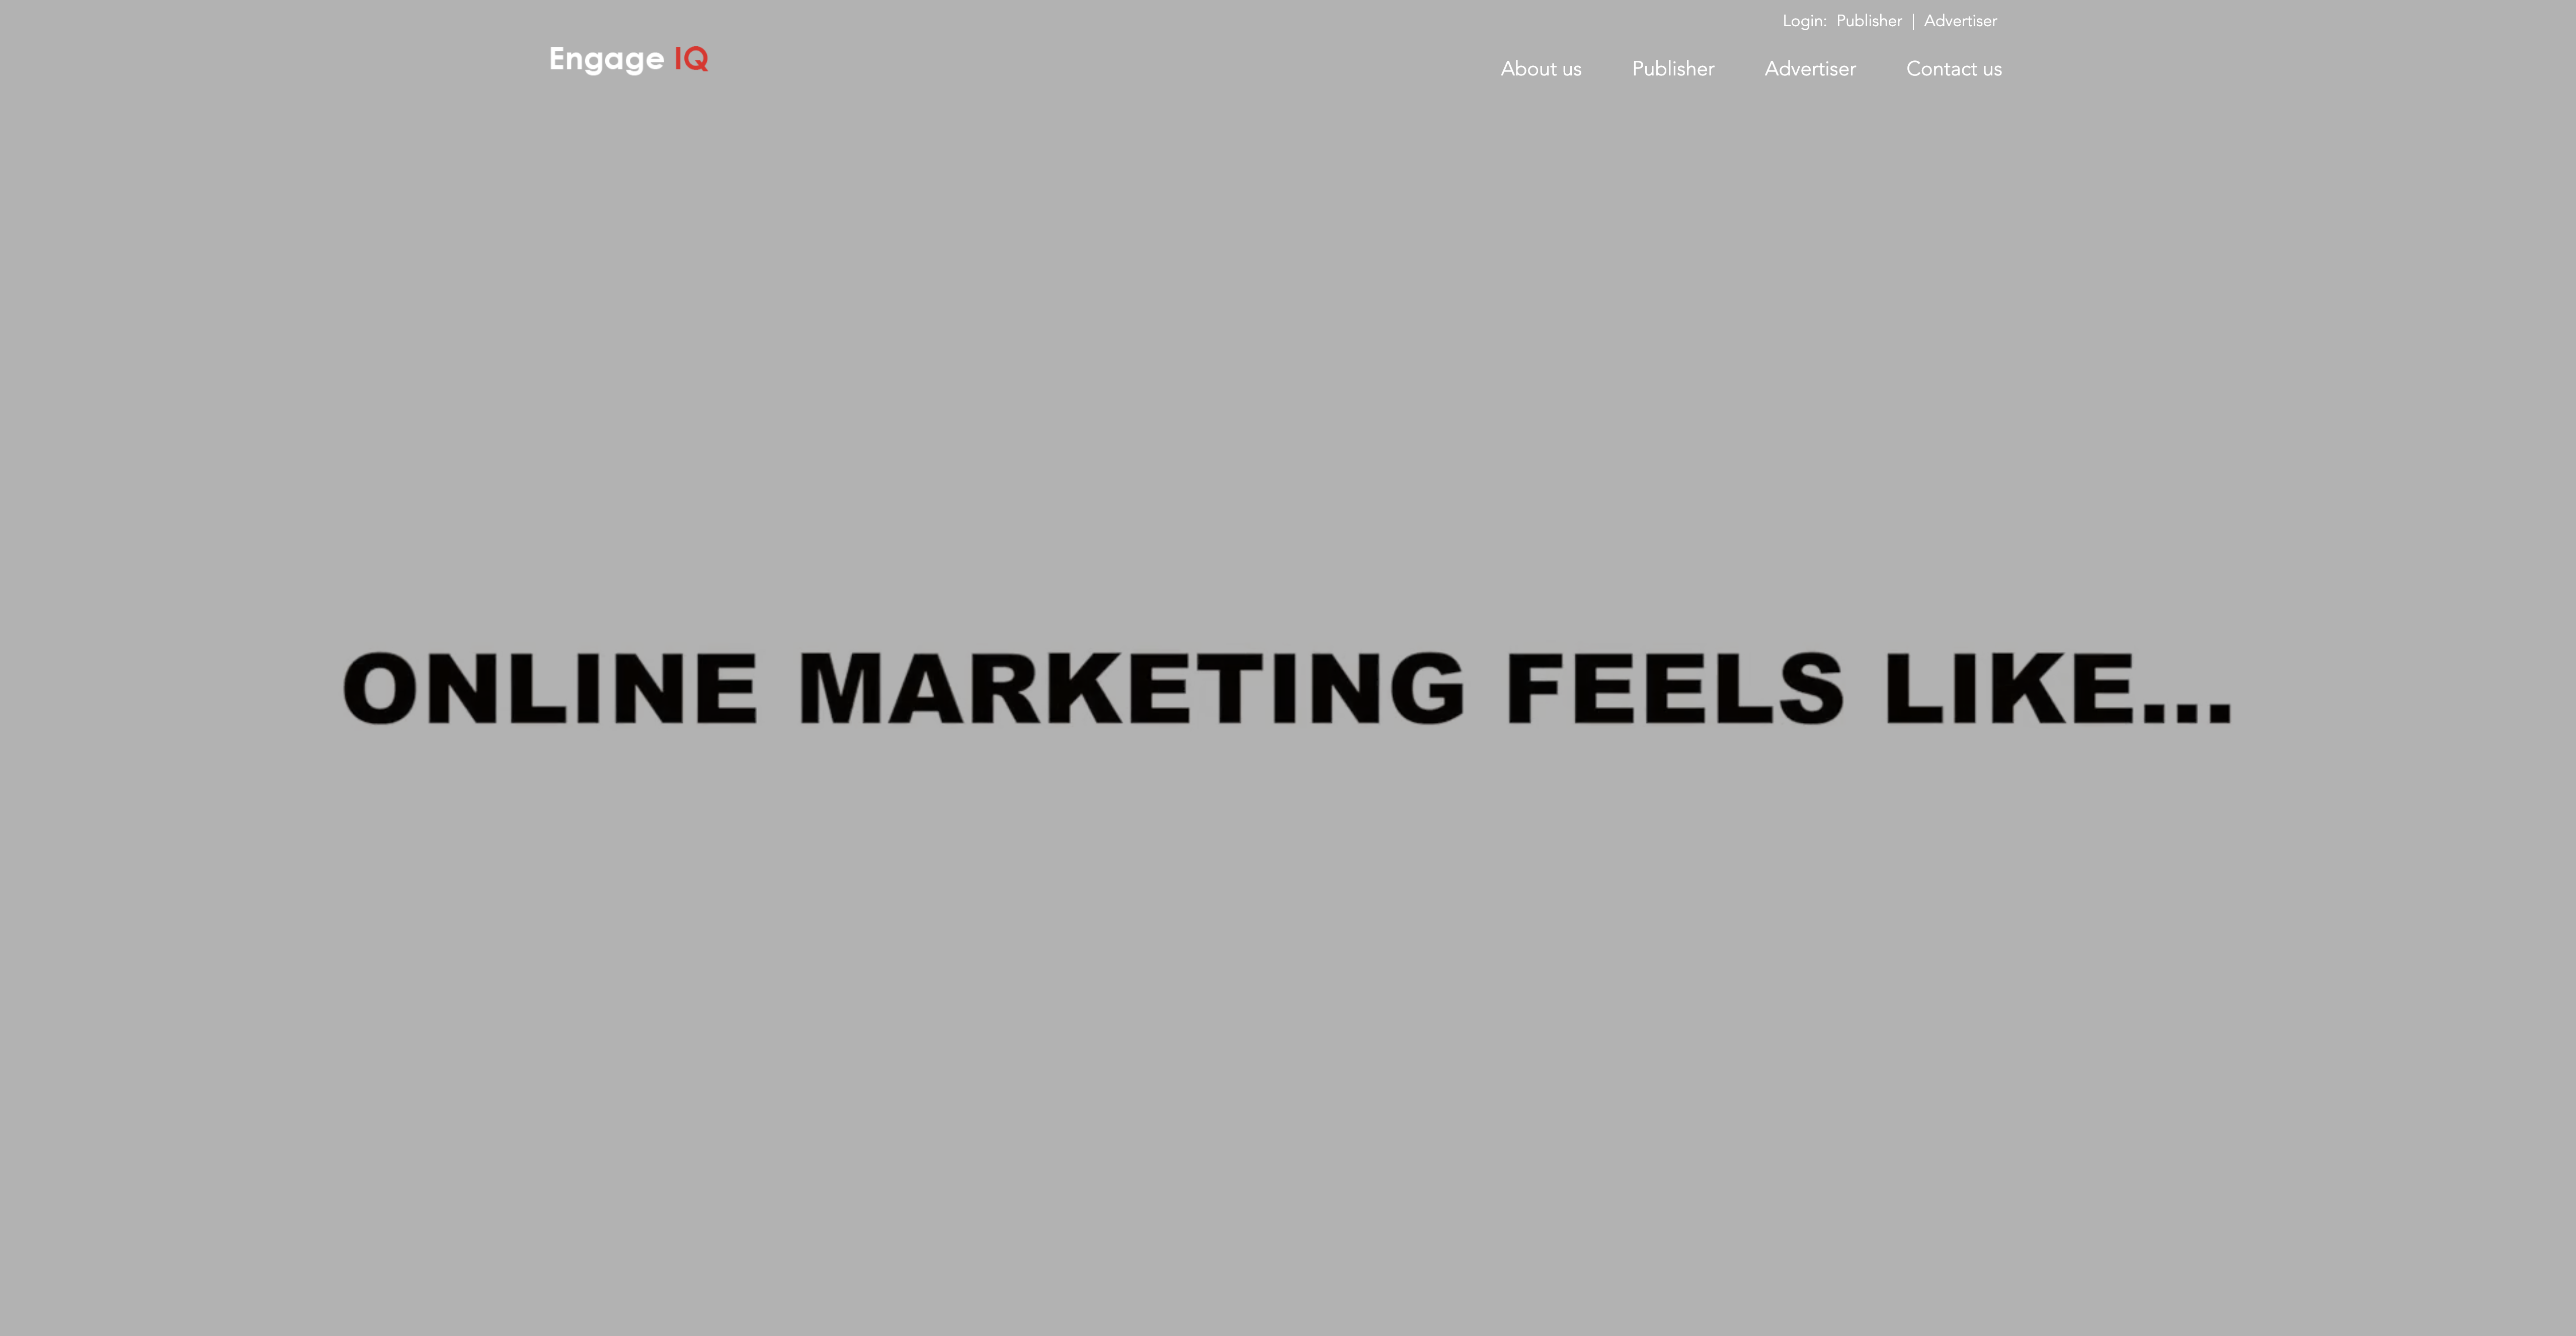 Login: Publisher | Advertiser
Engage IQ
About us Publisher Advertiser Contact us
ONLINE MARKETING FEELS LIKE...